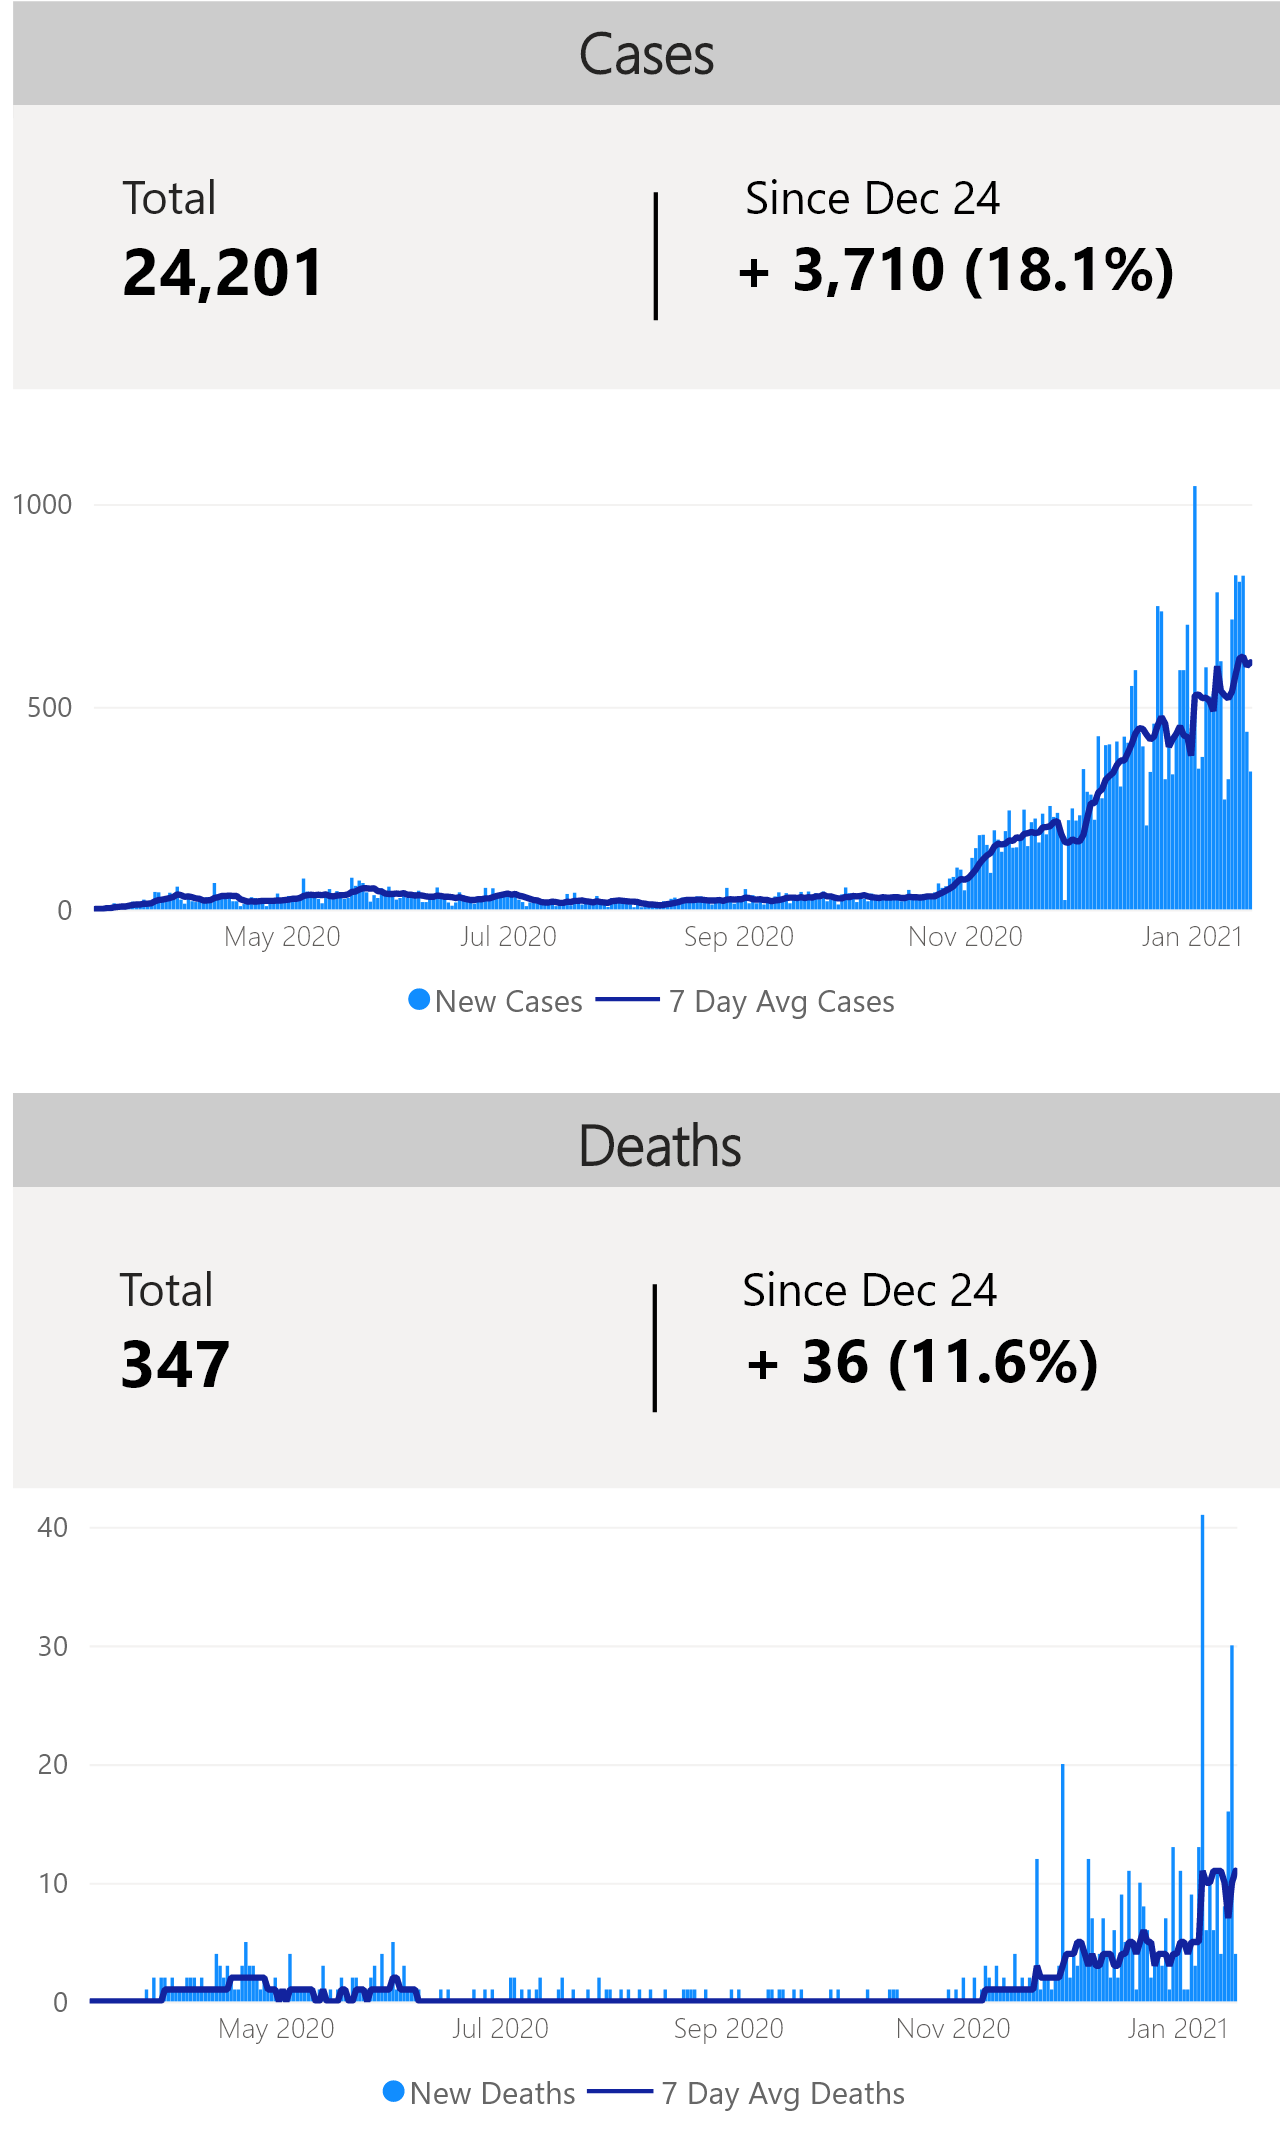 Cases
Total
Since Dec 24
24,201
+ 3,710 (18.1%)
1000
500
0
May 2020 Jul 2020 Sep 2020 Nov 2020 Jan 2021
New Cases 7 Day Avg Cases
Deaths
Total
Since Dec 24
347
+ 36 (11.6%)
40
30
20
10
0
May 2020 Jul 2020 Sep 2020 Nov 2020 Jan 2021
New Deaths 7 Day Avg Deaths